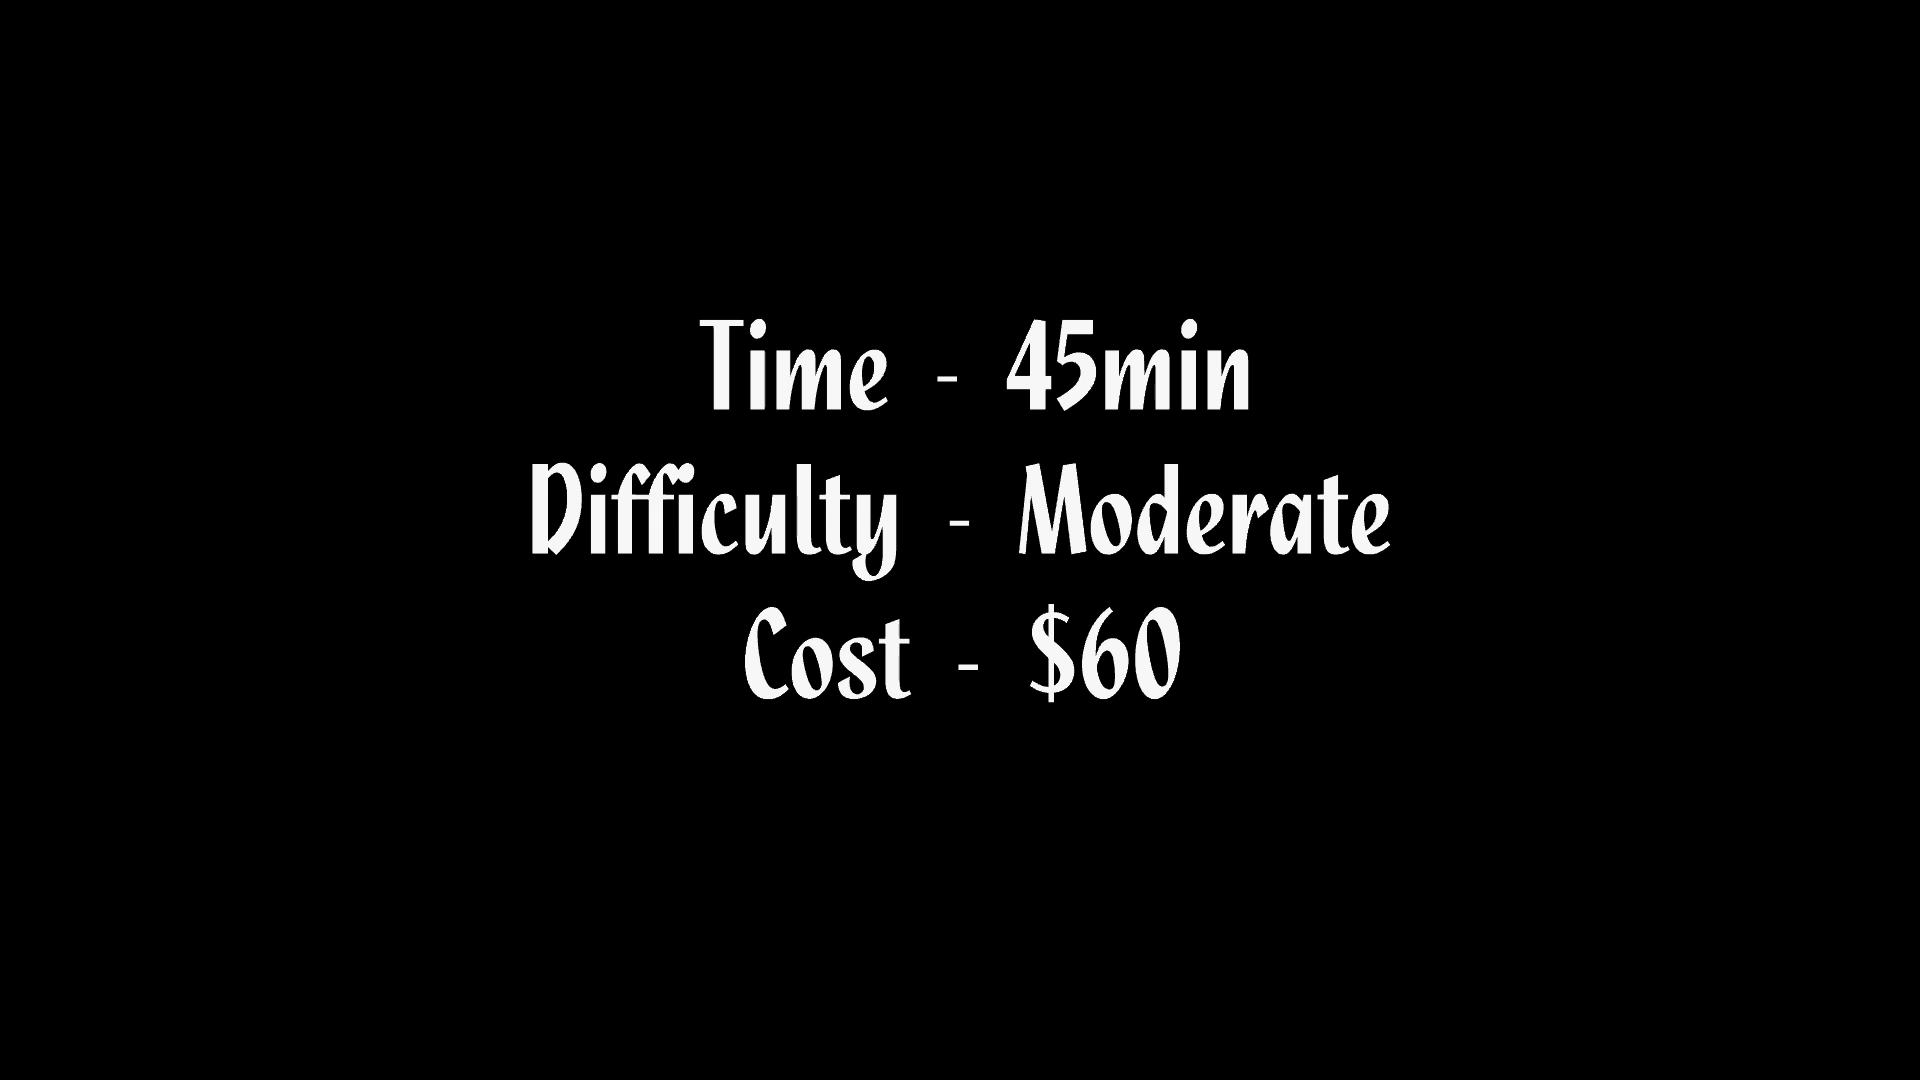 Time - 45min
Difficulty - Moderate
Cost - $60